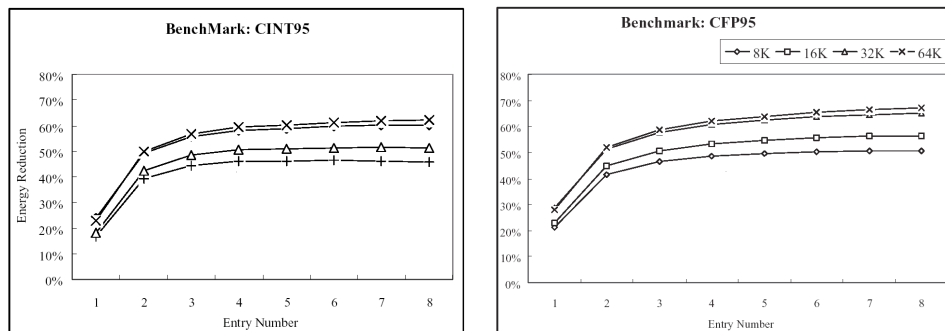 BenchMark: CINT95
80%
70%
60%
50%
40%
30%
20%
10%
0%
Energy Reduction
1 2 3 4 5 6 7 8
Entry Number
Benchmark: CFP95
8K 16K 32K 64K
80%
70%
60%
50%
40%
30%
20%
10%
0%
1 2 3 4 5 6 7 8
Entry Number